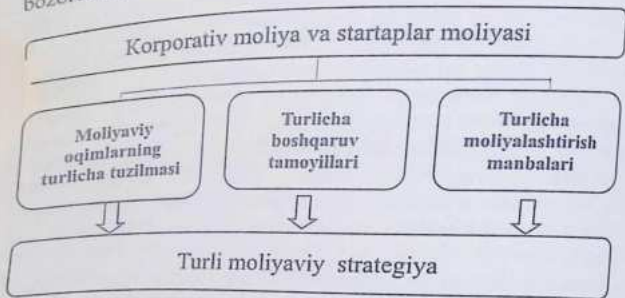 Korporativ moliya va startaplar moliyasi
Moliyaviy
oqimlarning
turlicha tuzilmasi
Turlicha
boshqaruv
tamoyillari
Turlicha
moliyalashtirish
manbalari
Turli moliyaviy strategiya